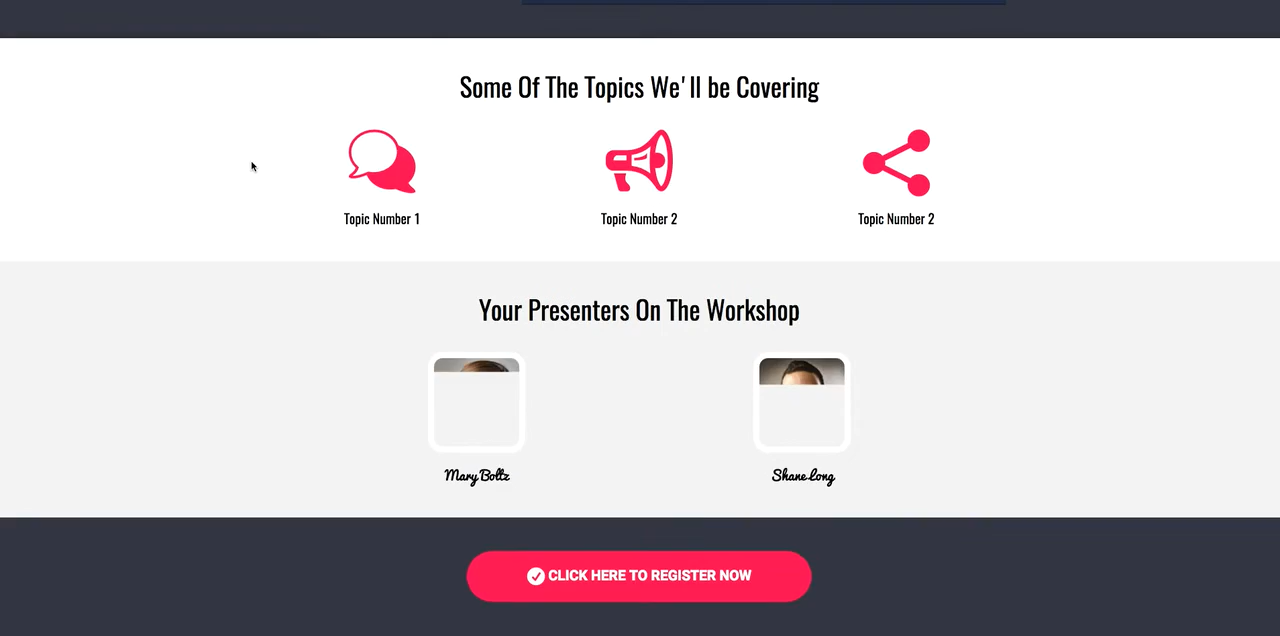 Some Of The Topics We'll be Covering
Topic Number 1
Topic Number 2
Topic Number 2
Your Presenters On The Workshop
Mary Boltz
Shane Long
CLICK HERE TO REGISTER NOW